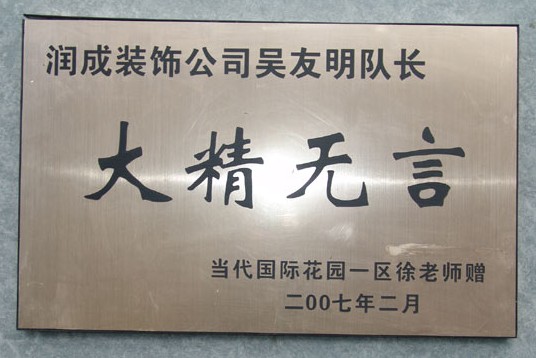 润成装饰公司吴友明队长
大精无言
当代国际花园一区徐老师赠
二00七年二月